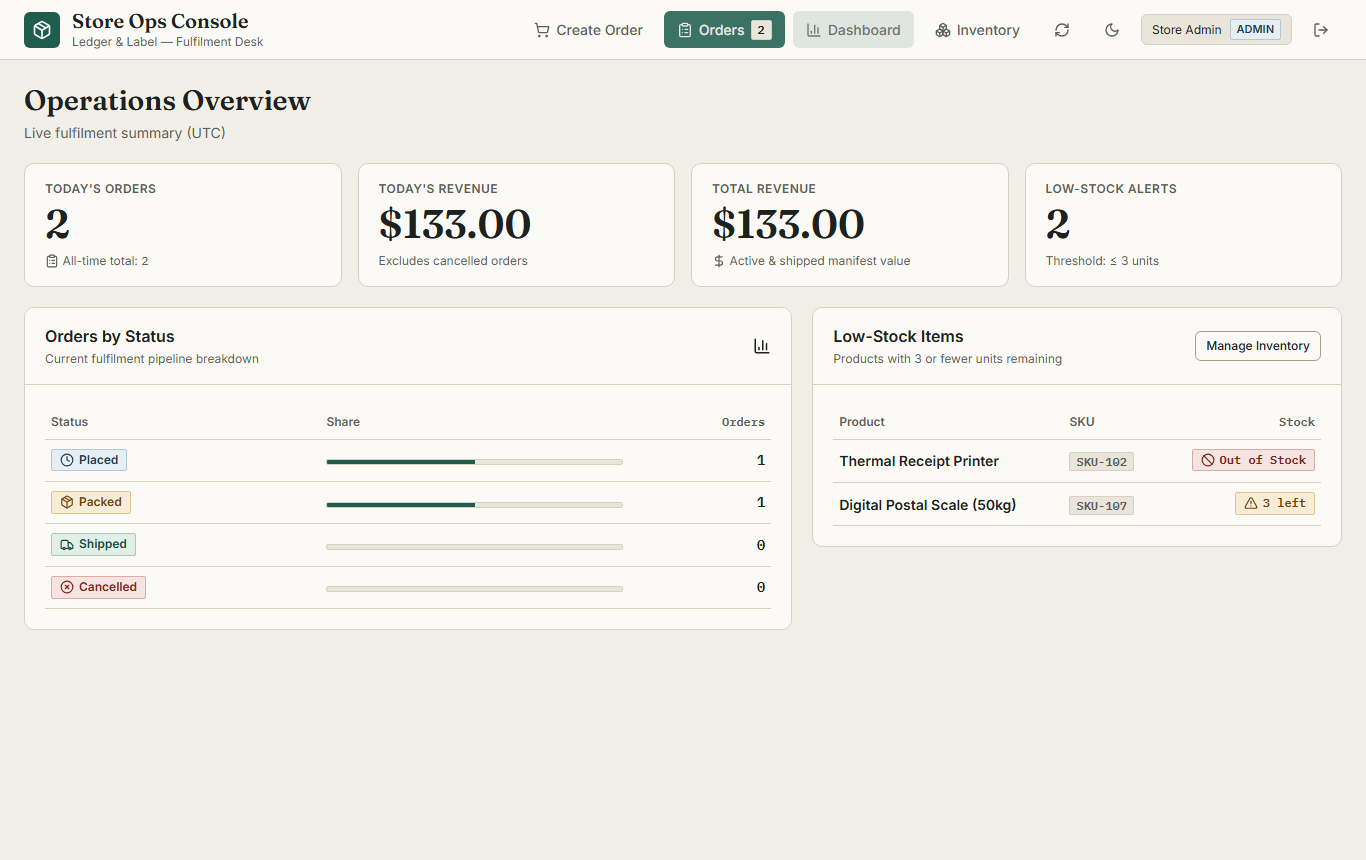 Store Ops Console
Ledger & Label — Fulfilment Desk
Create Order
Orders 2
Dashboard
Inventory
Store Admin ADMIN
Operations Overview
Live fulfilment summary (UTC)
TODAY'S ORDERS
2
All-time total: 2
TODAY'S REVENUE
$133.00
Excludes cancelled orders
TOTAL REVENUE
$133.00
Active & shipped manifest value
LOW-STOCK ALERTS
2
Threshold: ≤ 3 units
Orders by Status
Current fulfilment pipeline breakdown
Status Share Orders
Placed 1
Packed 1
Shipped 0
Cancelled 0
Low-Stock Items
Products with 3 or fewer units remaining
Manage Inventory
Product SKU Stock
Thermal Receipt Printer SKU-102 Out of Stock
Digital Postal Scale (50kg) SKU-107 3 left